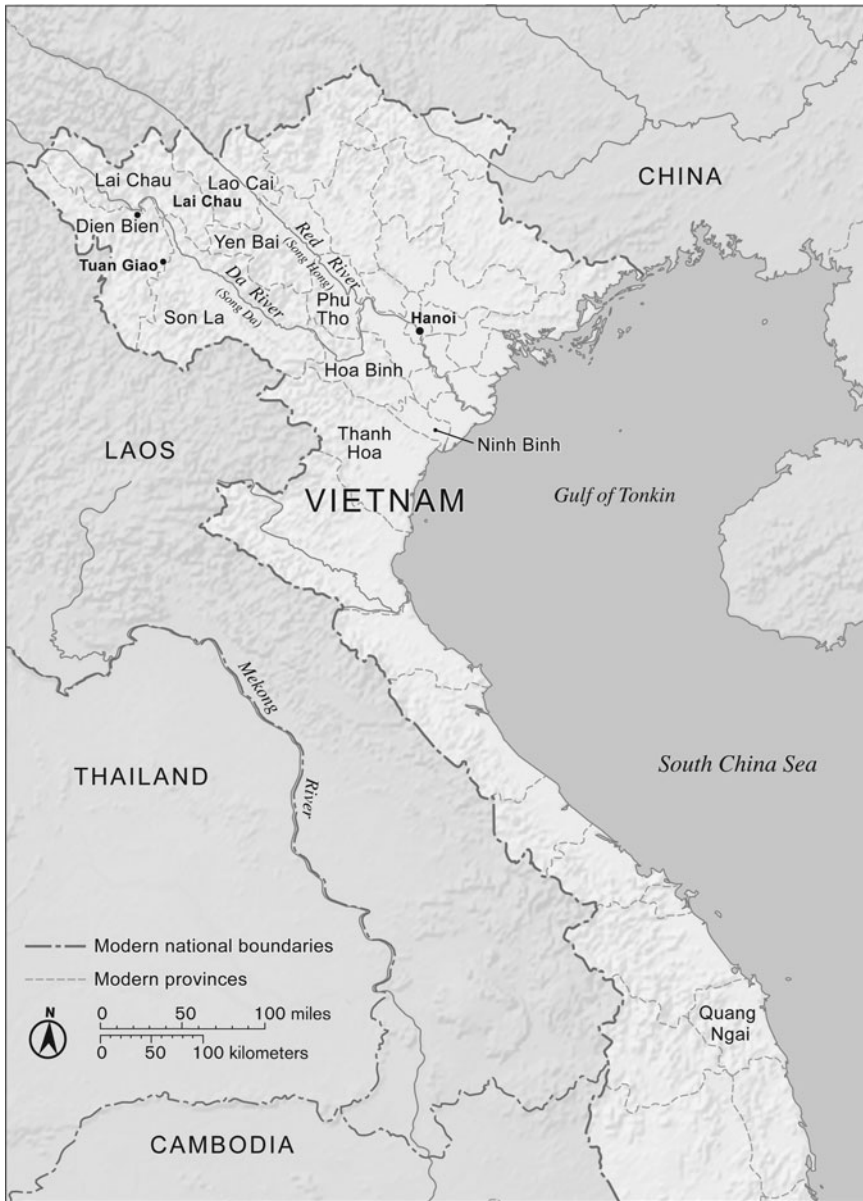 CHINA
Lai Chau
Lao Cai
Lai Chau
Dien Bien
Yen Bai
Red River
(Song Hong)
Tuan Giao
Da River
(Song Da)
Phu
Tho
Hanoi
Son La
Hoa Binh
Thanh
Hoa
Ninh Binh
LAOS
VIETNAM
Gulf of Tonkin
Mekong
River
THAILAND
South China Sea
Modern national boundaries
Modern provinces
N
0 50 100 miles
0 50 100 kilometers
Quang
Ngai
CAMBODIA